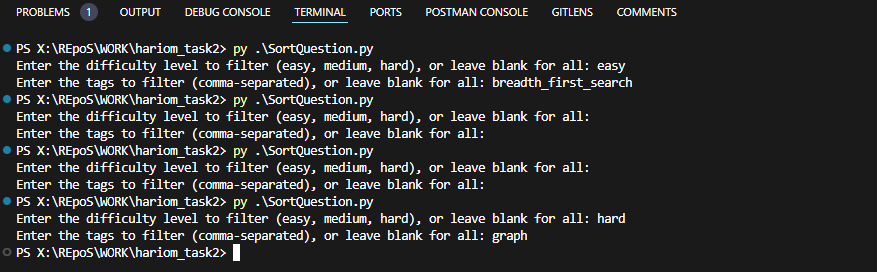 PROBLEMS 1 OUTPUT DEBUG CONSOLE TERMINAL PORTS POSTMAN CONSOLE GITLENS COMMENTS
PS X:\REpoS\WORK\hariom_task2> py .\SortQuestion.py
Enter the difficulty level to filter (easy, medium, hard), or leave blank for all: easy
Enter the tags to filter (comma-separated), or leave blank for all: breadth_first_search
PS X:\REpoS\WORK\hariom_task2> py .\SortQuestion.py
Enter the difficulty level to filter (easy, medium, hard), or leave blank for all:
Enter the tags to filter (comma-separated), or leave blank for all:
PS X:\REpoS\WORK\hariom_task2> py .\SortQuestion.py
Enter the difficulty level to filter (easy, medium, hard), or leave blank for all:
Enter the tags to filter (comma-separated), or leave blank for all:
PS X:\REpoS\WORK\hariom_task2> py .\SortQuestion.py
Enter the difficulty level to filter (easy, medium, hard), or leave blank for all: hard
Enter the tags to filter (comma-separated), or leave blank for all: graph
PS X:\REpoS\WORK\hariom_task2>